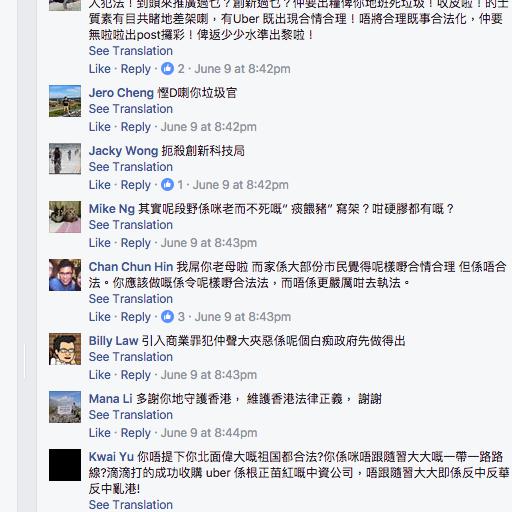 人犯法！到頭來推廣過乜？創新過乜？仲要出糧俾你地班死垃圾！收皮啦！的士
質素有目共睹地差架喇，有Uber 既出現合情合理！唔將合理既事合法化，仲要
無啦啦出post攞彩！俾返少少水準出黎啦！
See Translation
Like · Reply · 2 · June 9 at 8:42pm
Jero Cheng 慳D喇你垃圾官
See Translation
Like · Reply · June 9 at 8:42pm
Jacky Wong 扼殺創新科技局
See Translation
Like · Reply · 1 · June 9 at 8:42pm
Mike Ng 其實呢段野係咪老而不死嘅“ 瘐餵豬” 寫架？咁硬膠都有嘅？
See Translation
Like · Reply · June 9 at 8:43pm
Chan Chun Hin 我屌你老母啦 而家係大部份市民覺得呢樣嘢合情合理 但係唔合
法。你應該做嘅係令呢樣嘢合法法，而唔係更嚴厲咁去執法。
See Translation
Like · Reply · 3 · June 9 at 8:43pm
Billy Law 引入商業罪犯仲聲大夾惡係呢個白痴政府先做得出
See Translation
Like · Reply · June 9 at 8:43pm
Mana Li 多謝你地守護香港， 維護香港法律正義， 謝謝
See Translation
Like · Reply · June 9 at 8:44pm
Kwai Yu 你唔提下你北面偉大嘅祖国都合法?你係咪唔跟隨習大大嘅一帶一路路
線?滴滴打的成功收購 uber 係根正苗紅嘅中資公司，唔跟隨習大大即係反中反華
反中亂港!
See Translation